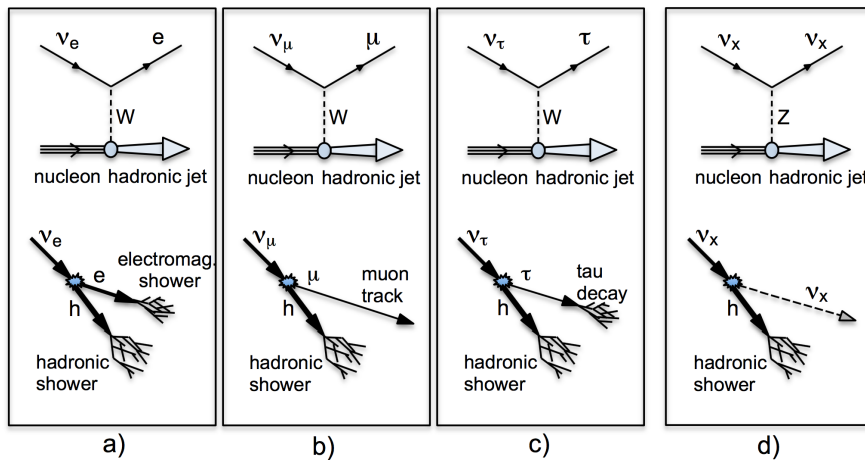 νe e
W
nucleon hadronic jet
νe
e
electromag.
shower
h
hadronic
shower
a)
νμ μ
W
nucleon hadronic jet
νμ
μ
muon
track
h
hadronic
shower
b)
ντ τ
W
nucleon hadronic jet
ντ
τ
tau
decay
h
hadronic
shower
c)
νx νx
Z
nucleon hadronic jet
νx
νx
h
hadronic
shower
d)